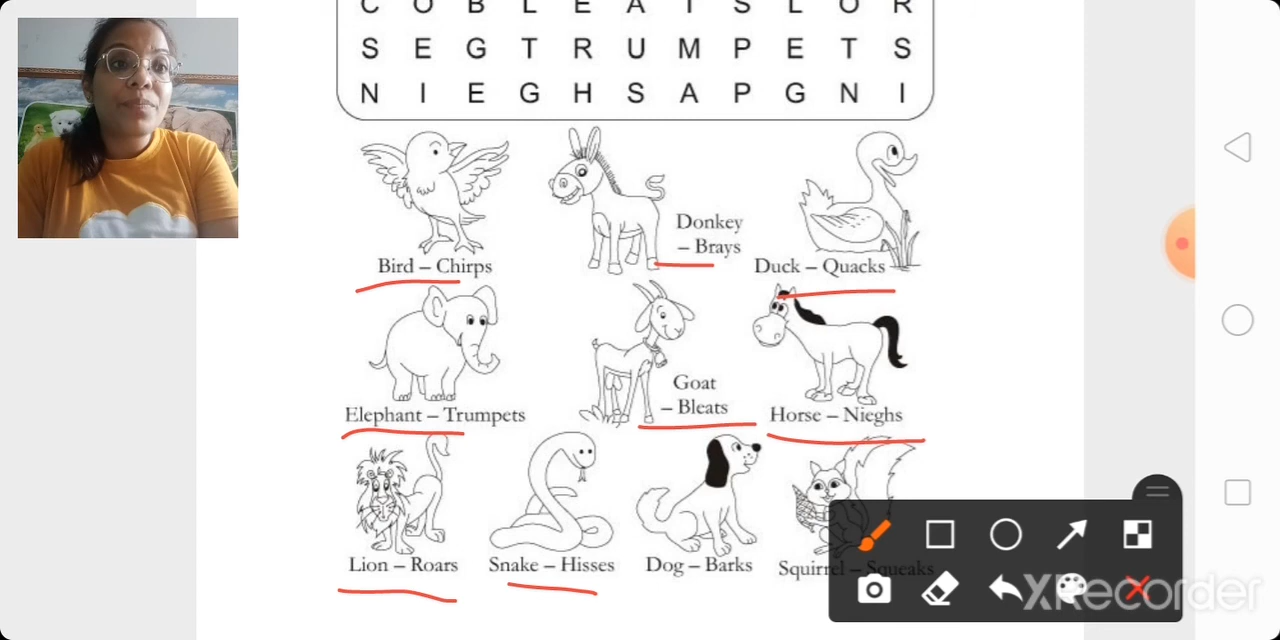 C O B L E A T S L O R
S E G T R U M P E T S
N I E G H S A P G N I
Donkey
– Brays
Bird – Chirps
Duck – Quacks
Goat
– Bleats
Elephant – Trumpets
Horse – Nieghs
Lion – Roars
Snake – Hisses
Dog – Barks
Squirrel – Squeaks
XRecorder